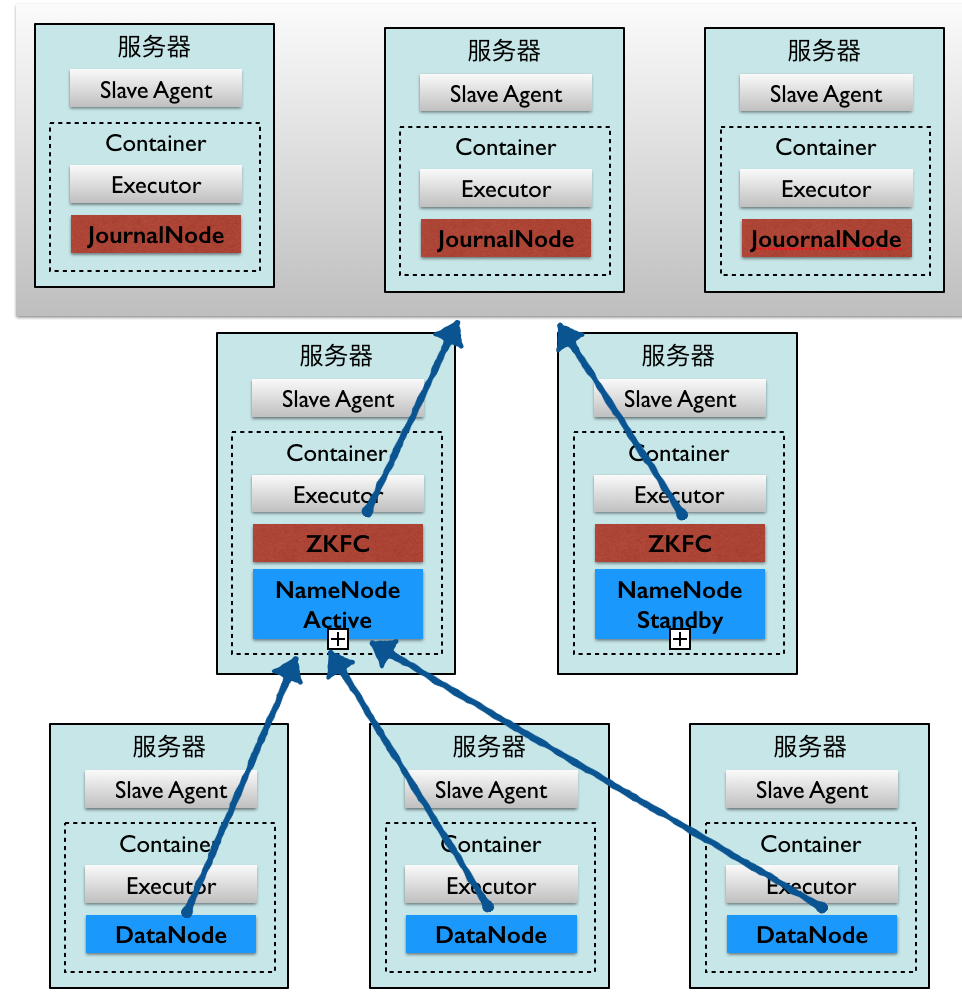 服务器
Slave Agent
Container
Executor
JournalNode
服务器
Slave Agent
Container
Executor
JournalNode
服务器
Slave Agent
Container
Executor
JouornalNode
服务器
Slave Agent
Container
Executor
ZKFC
NameNode
Active
服务器
Slave Agent
Container
Executor
ZKFC
NameNode
Standby
服务器
Slave Agent
Container
Executor
DataNode
服务器
Slave Agent
Container
Executor
DataNode
服务器
Slave Agent
Container
Executor
DataNode